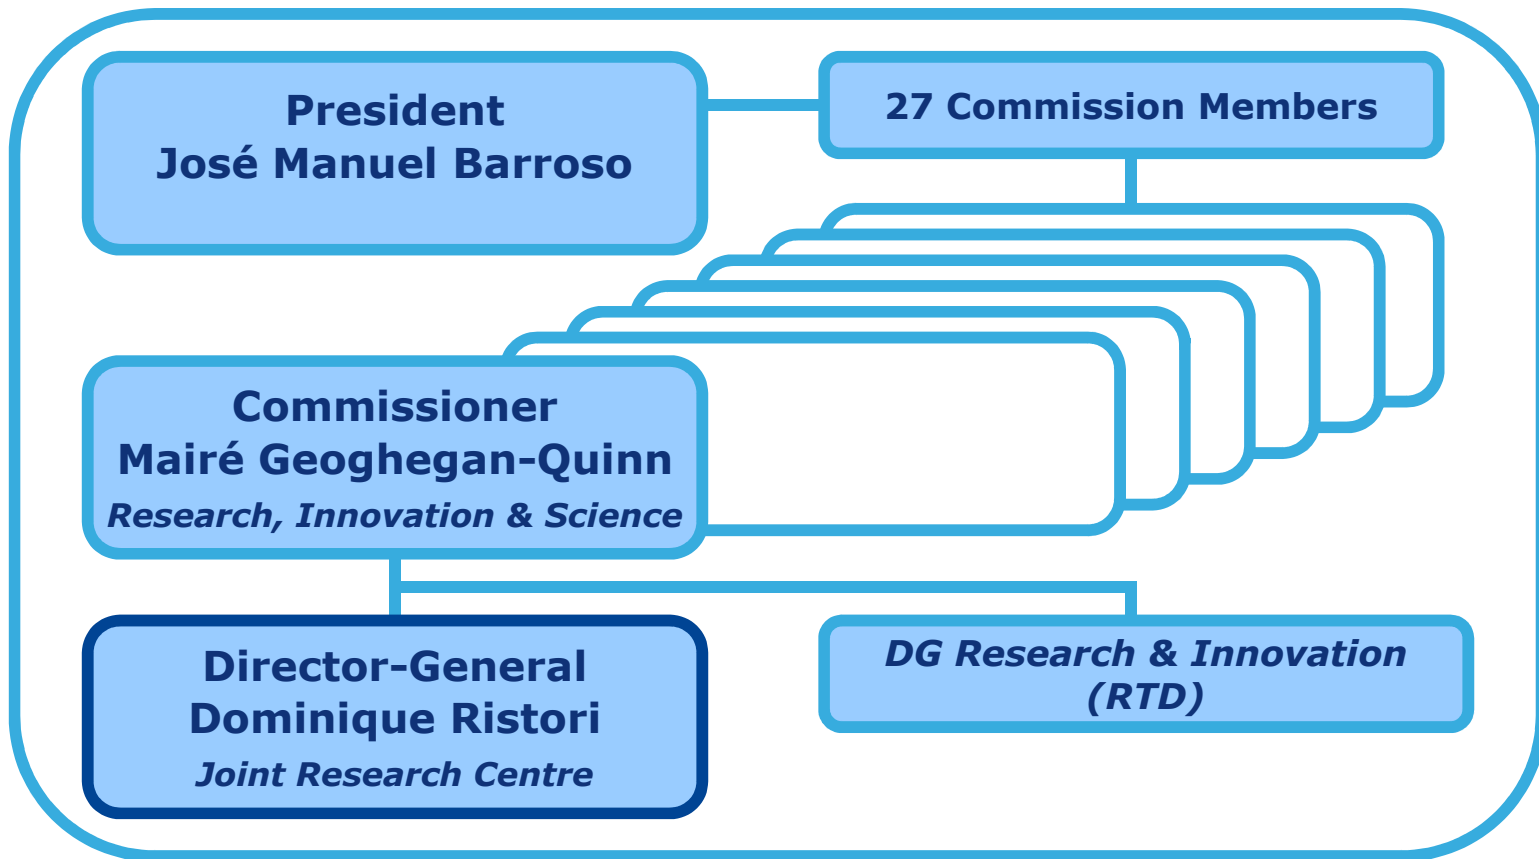 President
José Manuel Barroso
27 Commission Members
Commissioner
Mairé Geoghegan-Quinn
Research, Innovation & Science
Director-General
Dominique Ristori
Joint Research Centre
DG Research & Innovation
(RTD)